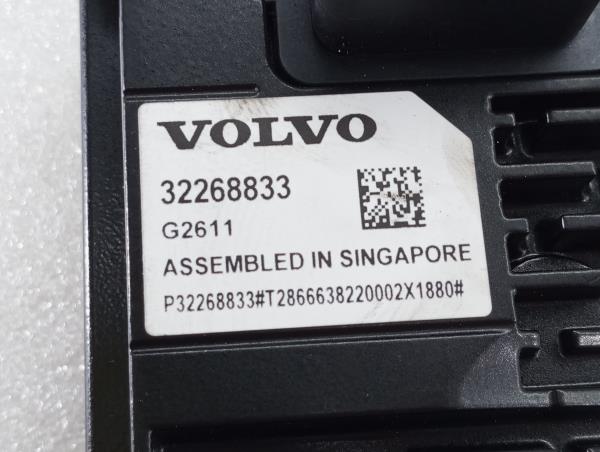 VOLVO
32268833
G2611
ASSEMBLED IN SINGAPORE
P32268833#T2866638220002X1880#